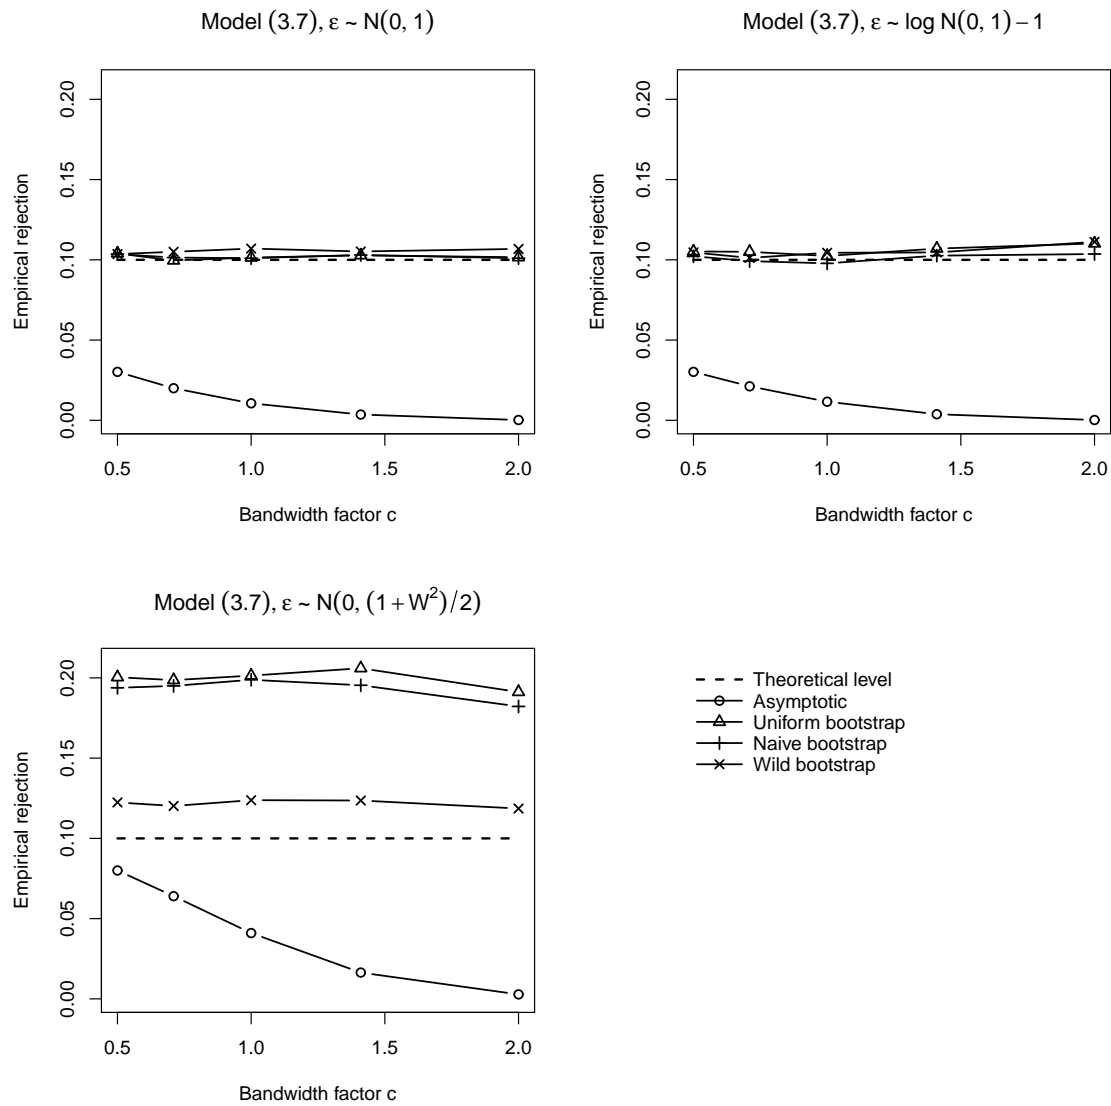 Model (3.7), ε ~ N(0, 1)
Empirical rejection
0.20
0.15
0.10
0.05
0.00
0.5 1.0 1.5 2.0
Bandwidth factor c
Model (3.7), ε ~ log N(0, 1) − 1
Empirical rejection
0.20
0.15
0.10
0.05
0.00
0.5 1.0 1.5 2.0
Bandwidth factor c
Model (3.7), ε ~ N(0, (1 + W²)/2)
Empirical rejection
0.20
0.15
0.10
0.05
0.00
0.5 1.0 1.5 2.0
Bandwidth factor c
Theoretical level
Asymptotic
Uniform bootstrap
Naive bootstrap
Wild bootstrap